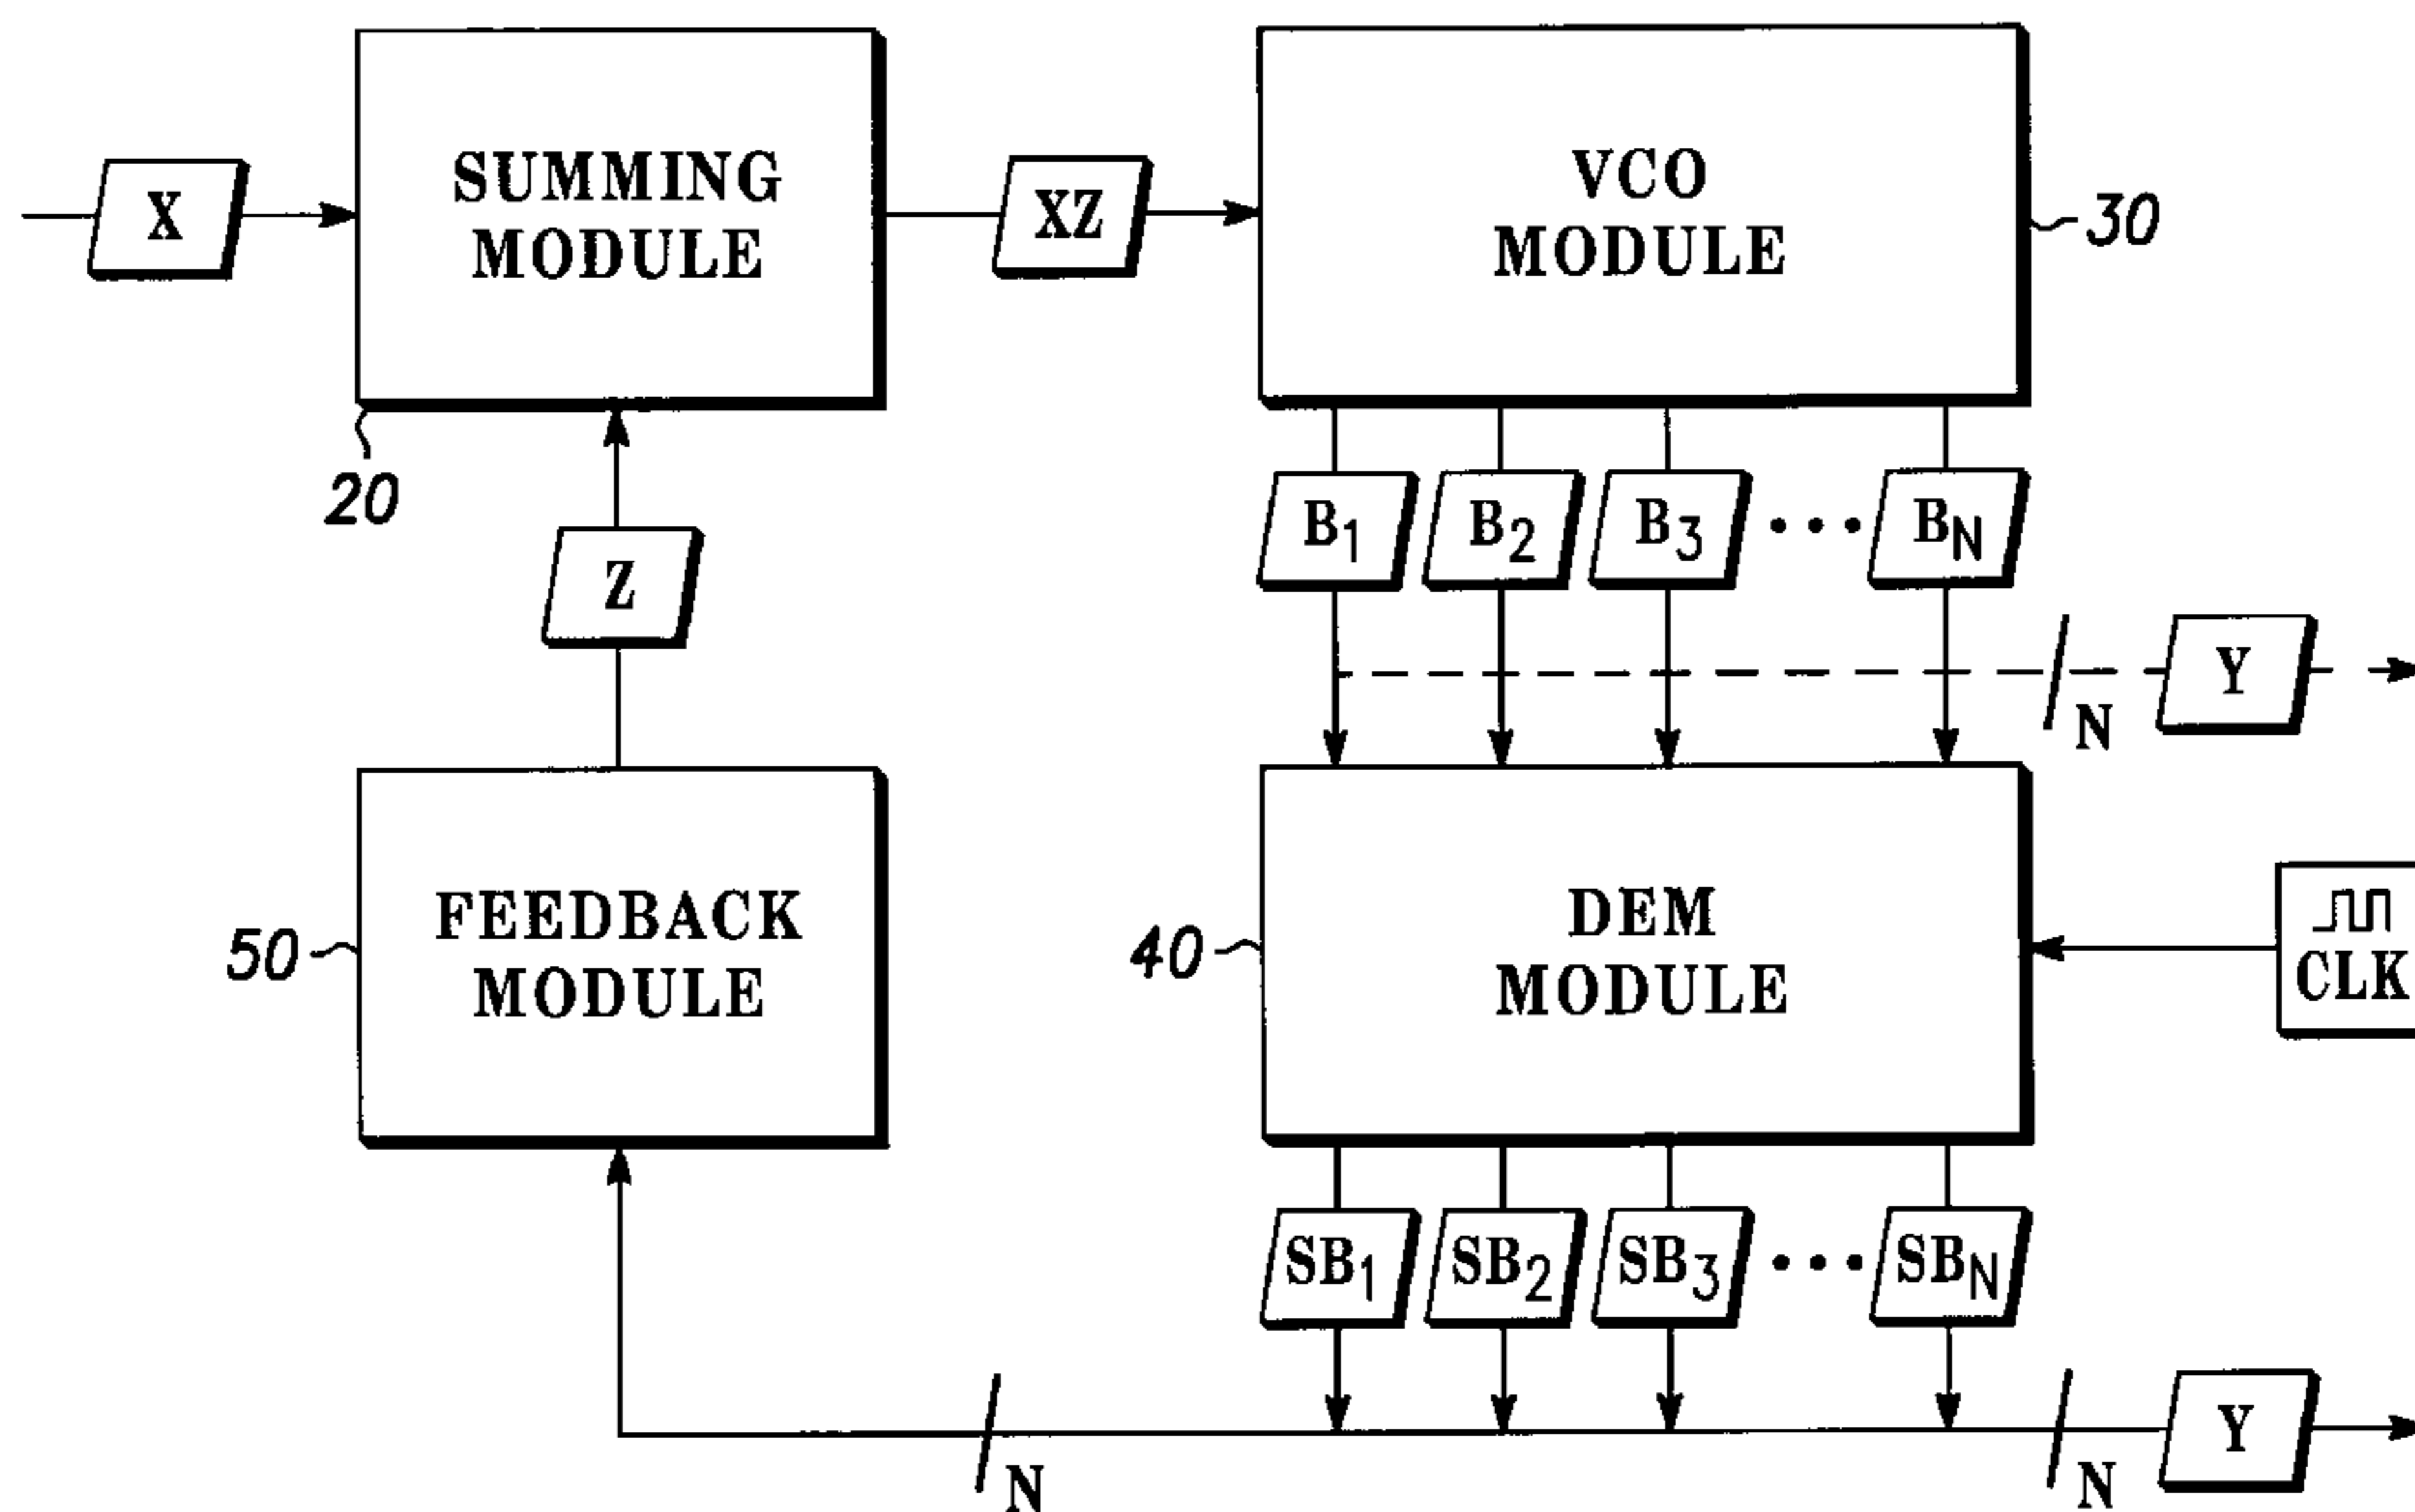 X
SUMMING
MODULE
XZ
VCO
MODULE
30
20
B1 B2 B3 ••• BN
Z
N
Y
FEEDBACK
MODULE
50
DEM
MODULE
40
CLK
SB1 SB2 SB3 ••• SBN
N
N
Y